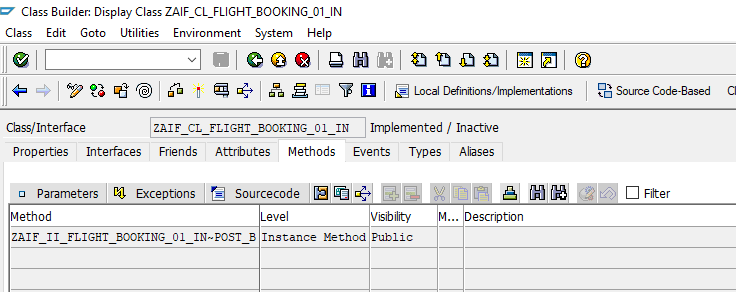 Class Builder: Display Class ZAIF_CL_FLIGHT_BOOKING_01_IN
Class Edit Goto Utilities Environment System Help
Local Definitions/Implementations Source Code-Based
Class/Interface ZAIF_CL_FLIGHT_BOOKING_01_IN Implemented / Inactive
Properties Interfaces Friends Attributes Methods Events Types Aliases
Parameters Exceptions Sourcecode Filter
Method Level Visibility M... Description
ZAIF_II_FLIGHT_BOOKING_01_IN~POST_B Instance Method Public